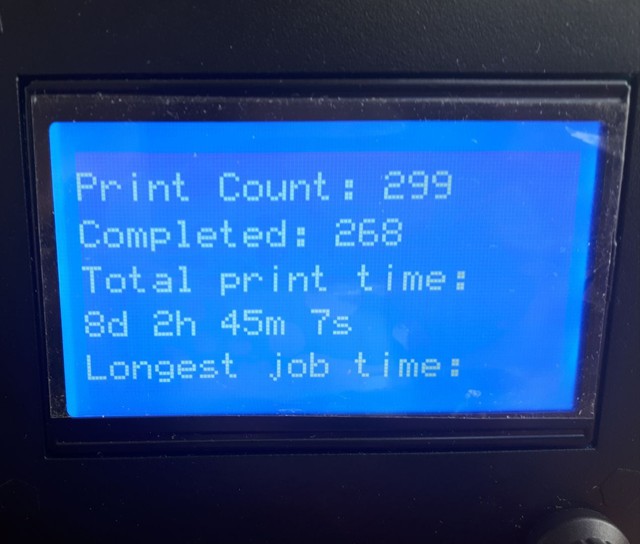 Print Count: 299
Completed: 268
Total print time:
8d 2h 45m 7s
Longest job time: